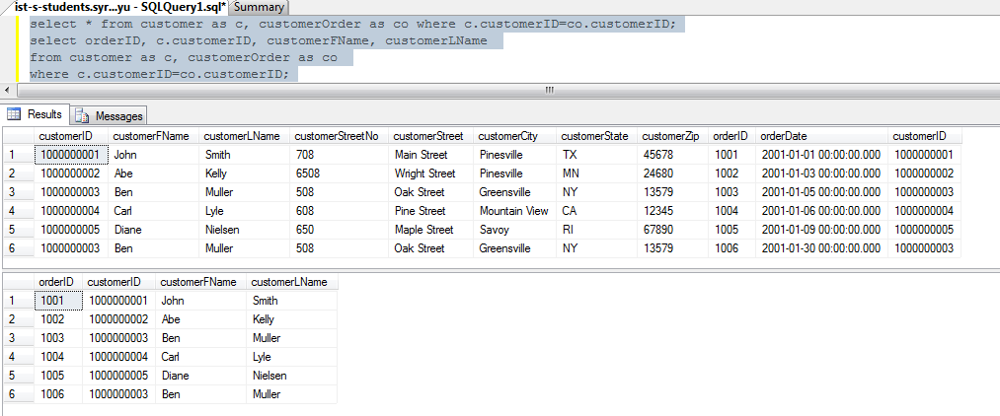 ist-s-students.syr...yu - SQLQuery1.sql* Summary
select * from customer as c, customerOrder as co where c.customerID=co.customerID;
select orderID, c.customerID, customerFName, customerLName
from customer as c, customerOrder as co
where c.customerID=co.customerID;
Results Messages
customerID customerFName customerLName customerStreetNo customerStreet customerCity customerState customerZip orderID orderDate customerID
1 1000000001 John Smith 708 Main Street Pinesville TX 45678 1001 2001-01-01 00:00:00.000 1000000001
2 1000000002 Abe Kelly 6508 Wright Street Pinesville MN 24680 1002 2001-01-03 00:00:00.000 1000000002
3 1000000003 Ben Muller 508 Oak Street Greensville NY 13579 1003 2001-01-05 00:00:00.000 1000000003
4 1000000004 Carl Lyle 608 Pine Street Mountain View CA 12345 1004 2001-01-06 00:00:00.000 1000000004
5 1000000005 Diane Nielsen 650 Maple Street Savoy RI 67890 1005 2001-01-09 00:00:00.000 1000000005
6 1000000003 Ben Muller 508 Oak Street Greensville NY 13579 1006 2001-01-30 00:00:00.000 1000000003
orderID customerID customerFName customerLName
1 1001 1000000001 John Smith
2 1002 1000000002 Abe Kelly
3 1003 1000000003 Ben Muller
4 1004 1000000004 Carl Lyle
5 1005 1000000005 Diane Nielsen
6 1006 1000000003 Ben Muller